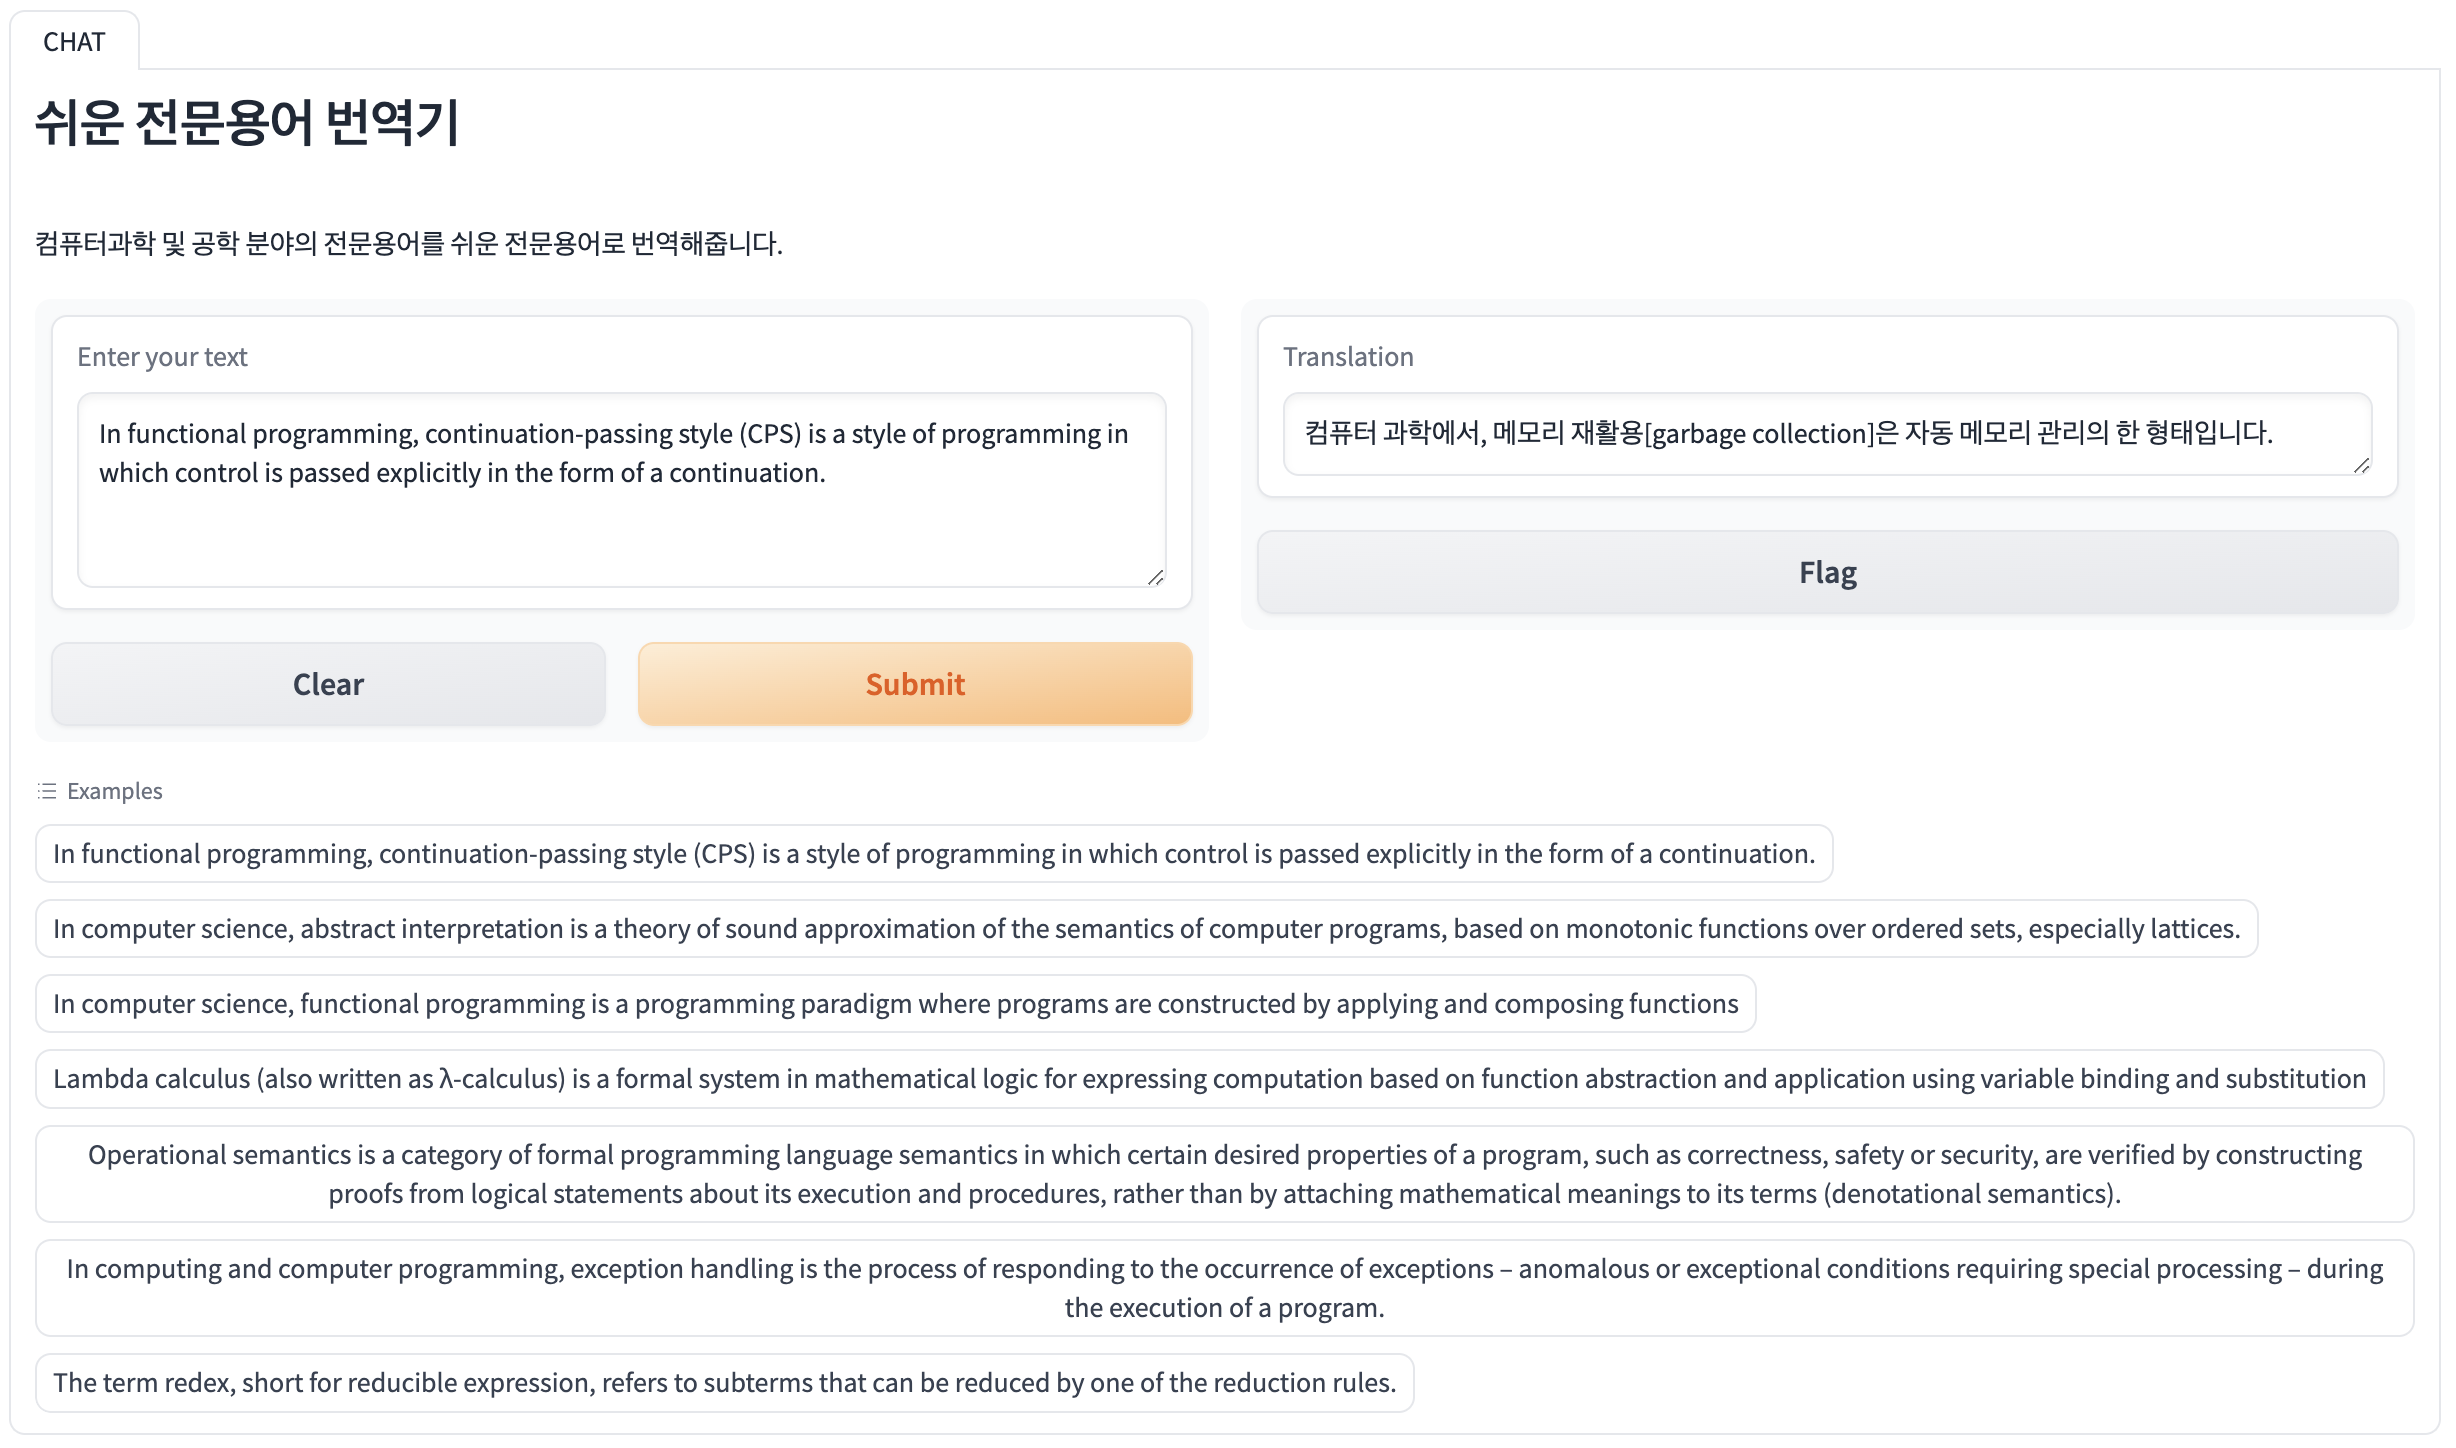 CHAT
쉬운 전문용어 번역기
컴퓨터과학 및 공학 분야의 전문용어를 쉬운 전문용어로 번역해줍니다.
Enter your text
In functional programming, continuation-passing style (CPS) is a style of programming in
which control is passed explicitly in the form of a continuation.
Clear
Submit
Translation
컴퓨터 과학에서, 메모리 재활용[garbage collection]은 자동 메모리 관리의 한 형태입니다.
Flag
Examples
In functional programming, continuation-passing style (CPS) is a style of programming in which control is passed explicitly in the form of a continuation.
In computer science, abstract interpretation is a theory of sound approximation of the semantics of computer programs, based on monotonic functions over ordered sets, especially lattices.
In computer science, functional programming is a programming paradigm where programs are constructed by applying and composing functions
Lambda calculus (also written as λ-calculus) is a formal system in mathematical logic for expressing computation based on function abstraction and application using variable binding and substitution
Operational semantics is a category of formal programming language semantics in which certain desired properties of a program, such as correctness, safety or security, are verified by constructing
proofs from logical statements about its execution and procedures, rather than by attaching mathematical meanings to its terms (denotational semantics).
In computing and computer programming, exception handling is the process of responding to the occurrence of exceptions – anomalous or exceptional conditions requiring special processing – during
the execution of a program.
The term redex, short for reducible expression, refers to subterms that can be reduced by one of the reduction rules.